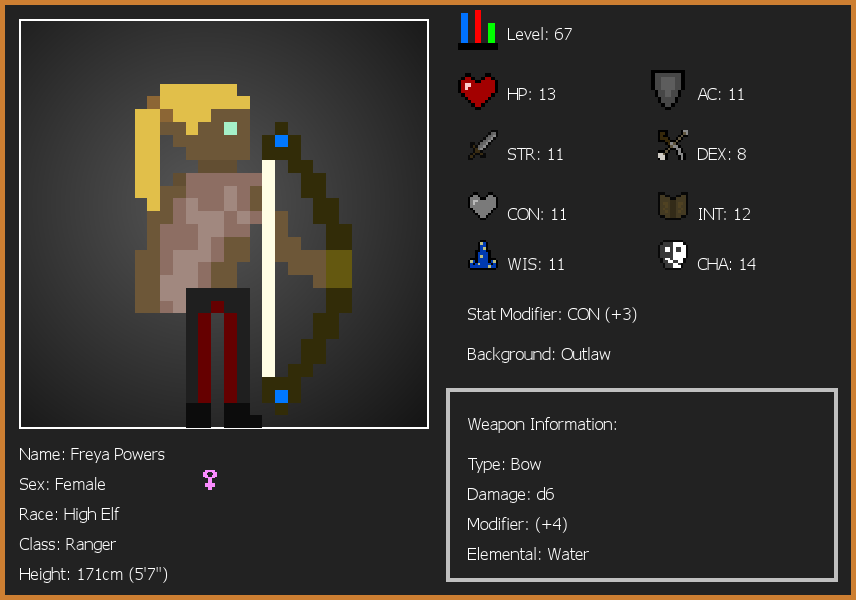 Level: 67
HP: 13
AC: 11
STR: 11
DEX: 8
CON: 11
INT: 12
WIS: 11
CHA: 14
Stat Modifier: CON (+3)
Background: Outlaw
Weapon Information:
Type: Bow
Damage: d6
Modifier: (+4)
Elemental: Water
Name: Freya Powers
Sex: Female
Race: High Elf
Class: Ranger
Height: 171cm (5'7")